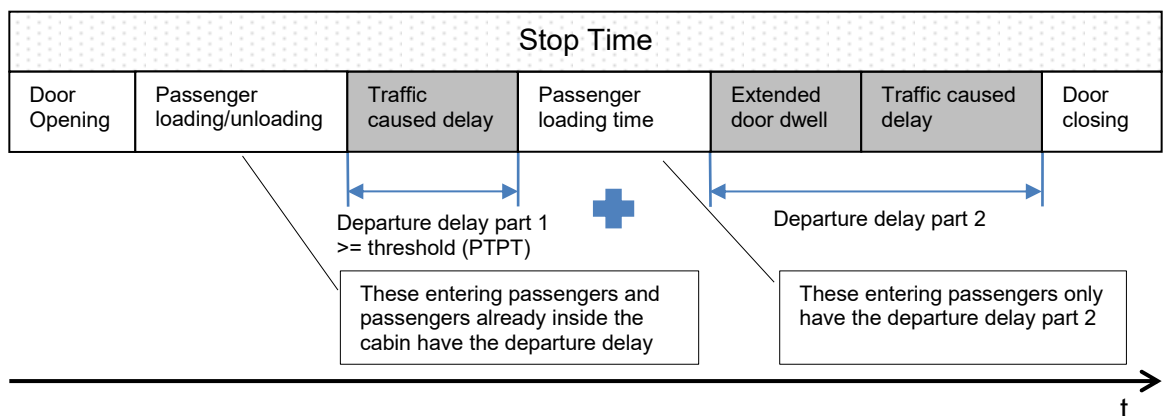 Stop Time
Door
Opening
Passenger
loading/unloading
Traffic
caused delay
Passenger
loading time
Extended
door dwell
Traffic caused
delay
Door
closing
Departure delay part 1
>= threshold (PTPT)
Departure delay part 2
These entering passengers and
passengers already inside the
cabin have the departure delay
These entering passengers only
have the departure delay part 2
t